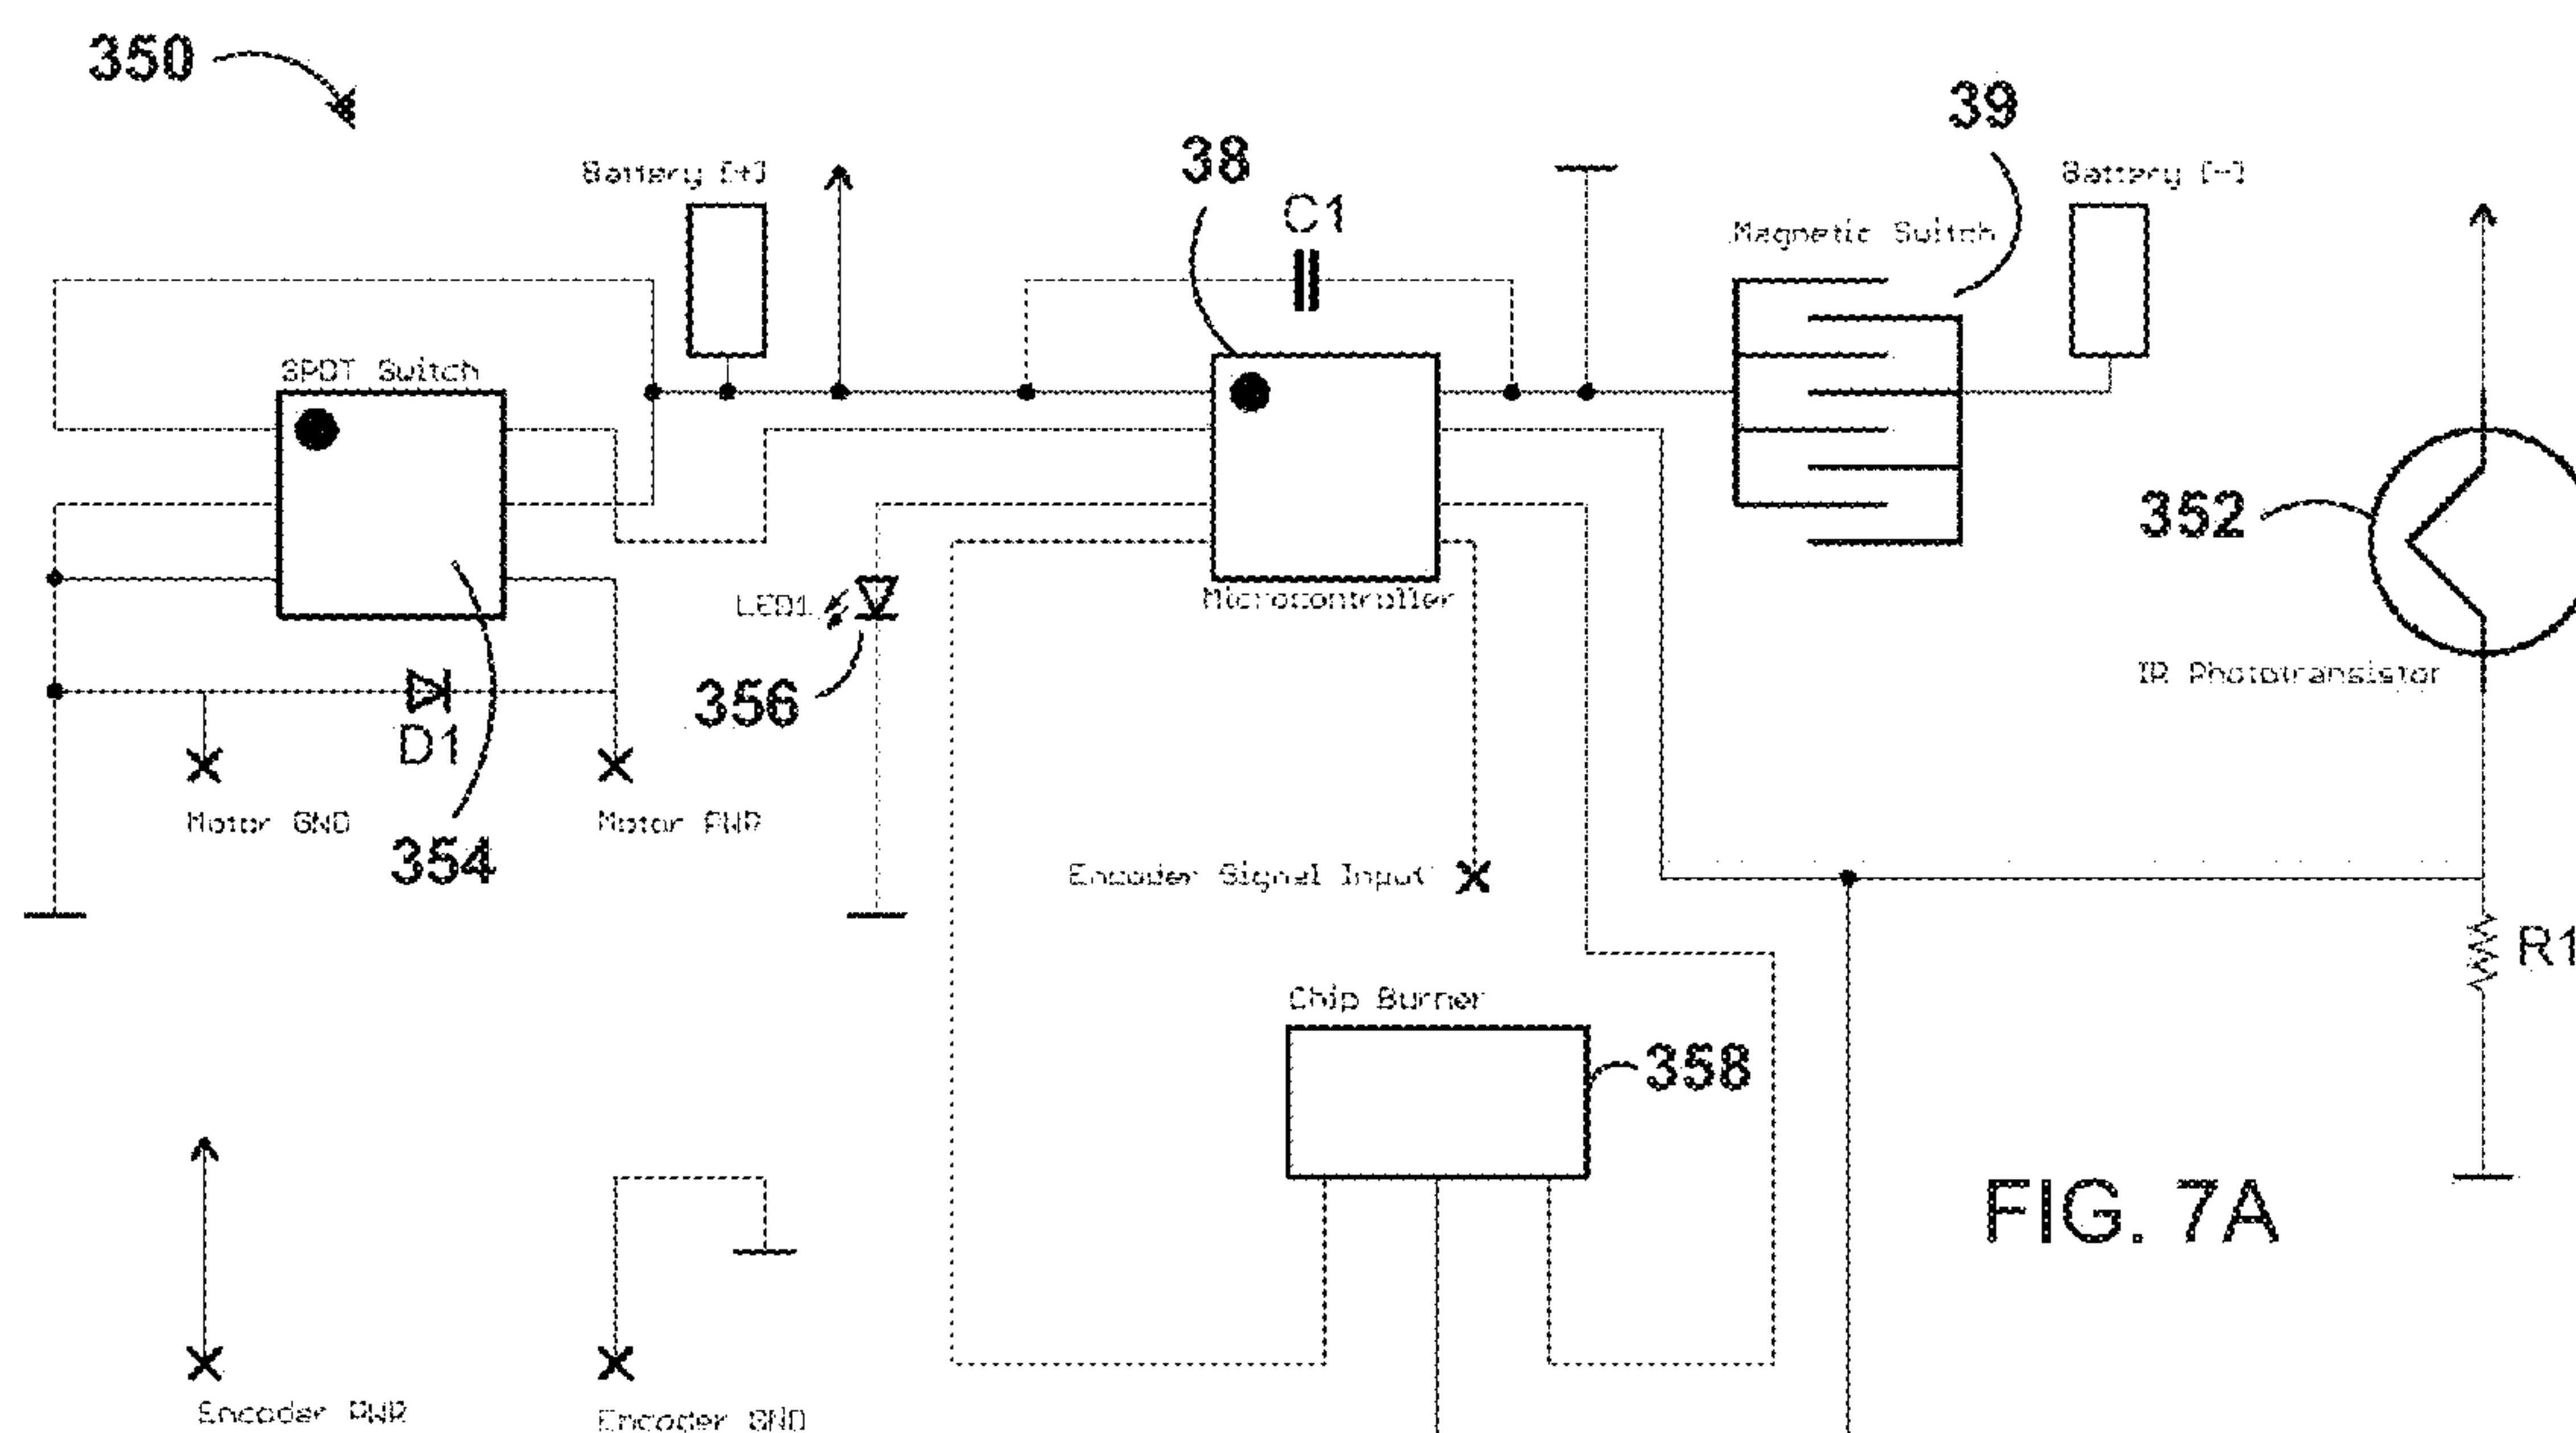 350
39
38
Battery [+]
Battery [-]
C1
Magnetic Switch
SPDT Switch
352
LED1
Microcontroller
IR Phototransistor
356
D1
Motor GND
Motor PWR
354
Encoder Signal Input
R1
Chip Burner
358
FIG. 7A
Encoder PWR
Encoder GND